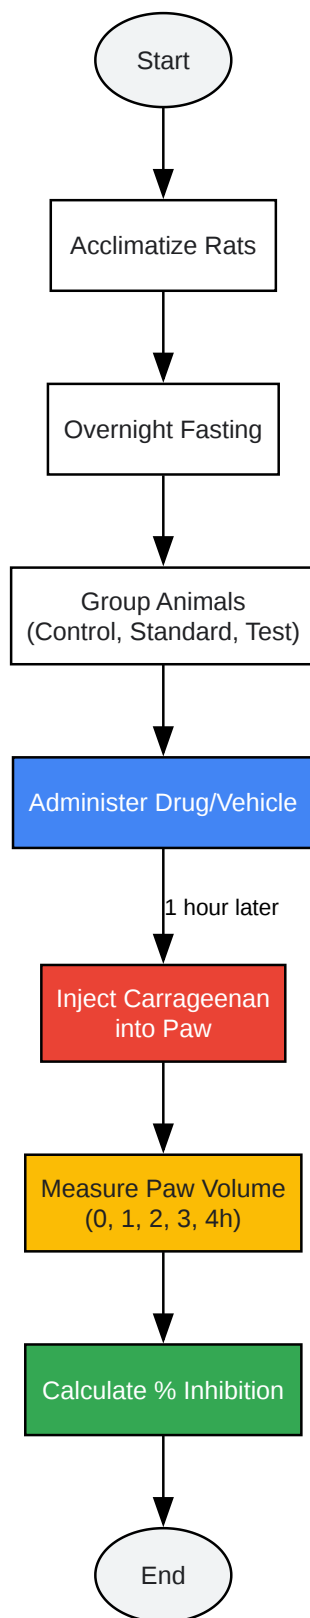 Start
Acclimatize Rats
Overnight Fasting
Group Animals
(Control, Standard, Test)
Administer Drug/Vehicle
1 hour later
Inject Carrageenan
into Paw
Measure Paw Volume
(0, 1, 2, 3, 4h)
Calculate % Inhibition
End